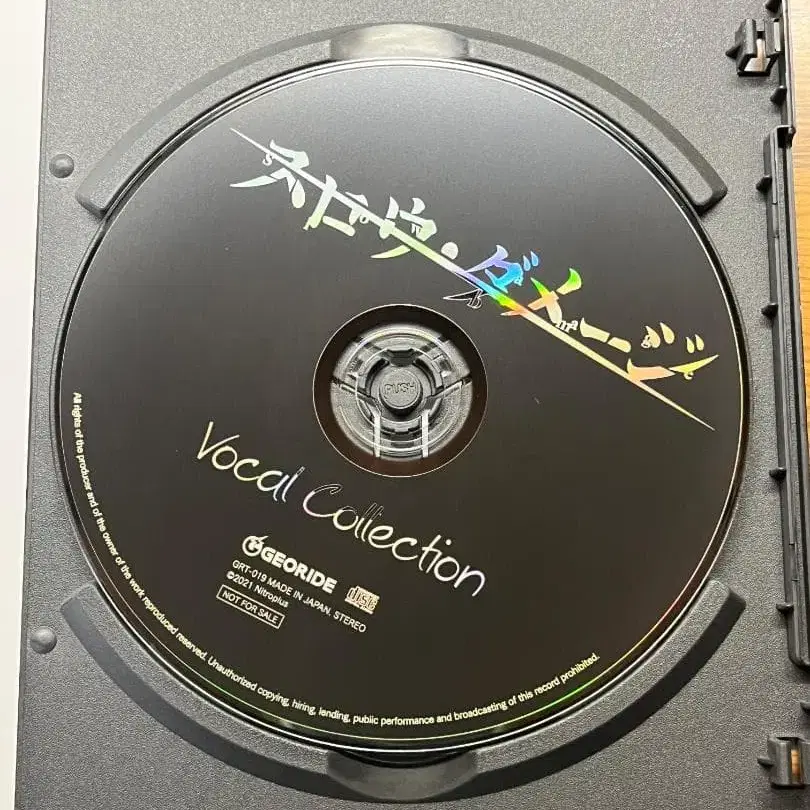 スロウ・ダメージ
Vocal Collection
GEORIDE
GRT-019 MADE IN JAPAN. STEREO
©2021 Nitroplus
NOT FOR SALE
disc
All rights of the producer and of the owner of the work reproduced reserved. Unauthorized copying, hiring, lending, public performance and broadcasting of this record prohibited.
PUSH